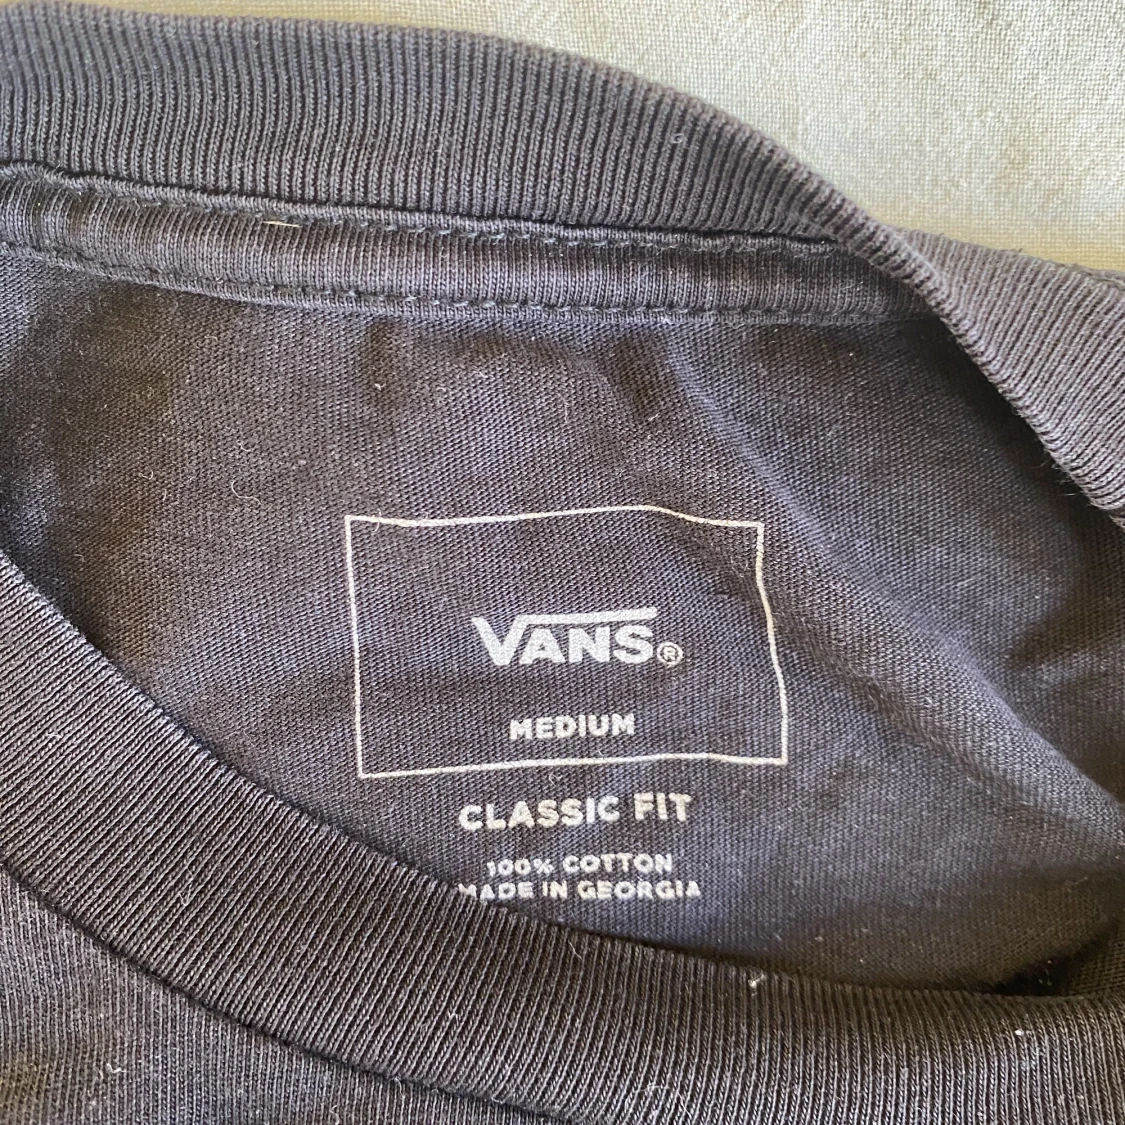 VANS®
MEDIUM
CLASSIC FIT
100% COTTON
MADE IN GEORGIA